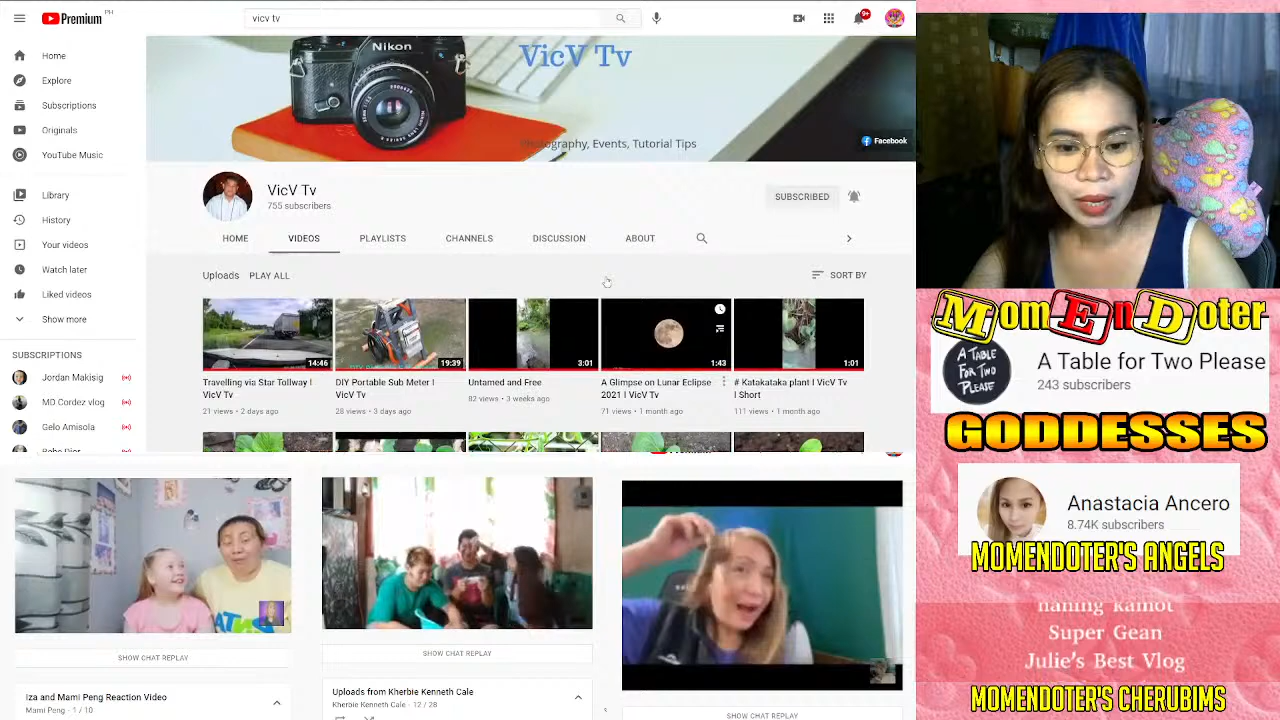 Premium
PH
vicv tv
9+
Home
Explore
Subscriptions
Originals
YouTube Music
Library
History
Your videos
Watch later
Liked videos
Show more
SUBSCRIPTIONS
Jordan Makisig
MD Cordez vlog
Gelo Amisola
Nikon
VicV Tv
Photography, Events, Tutorial Tips
Facebook
VicV Tv
755 subscribers
SUBSCRIBED
HOME
VIDEOS
PLAYLISTS
CHANNELS
DISCUSSION
ABOUT
Uploads PLAY ALL
SORT BY
14:46
Travelling via Star Tollway I
VicV Tv
21 views • 2 days ago
19:39
DIY Portable Sub Meter I
VicV Tv
28 views • 3 days ago
3:01
Untamed and Free
82 views • 3 weeks ago
1:43
A Glimpse on Lunar Eclipse
2021 I VicV Tv
71 views • 1 month ago
1:01
# Katakataka plant I VicV Tv
I Short
111 views • 1 month ago
SHOW CHAT REPLAY
Iza and Mami Peng Reaction Video
Mami Peng - 1 / 10
SHOW CHAT REPLAY
Uploads from Kherbie Kenneth Cale
Kherbie Kenneth Cale - 12 / 28
SHOW CHAT REPLAY
MomEnDoter
A TABLE
FOR TWO
PLEASE
A Table for Two Please
243 subscribers
GODDESSES
Anastacia Ancero
8.74K subscribers
MOMENDOTER'S ANGELS
naning kamot
Super Gean
Julie's Best Vlog
MOMENDOTER'S CHERUBIMS